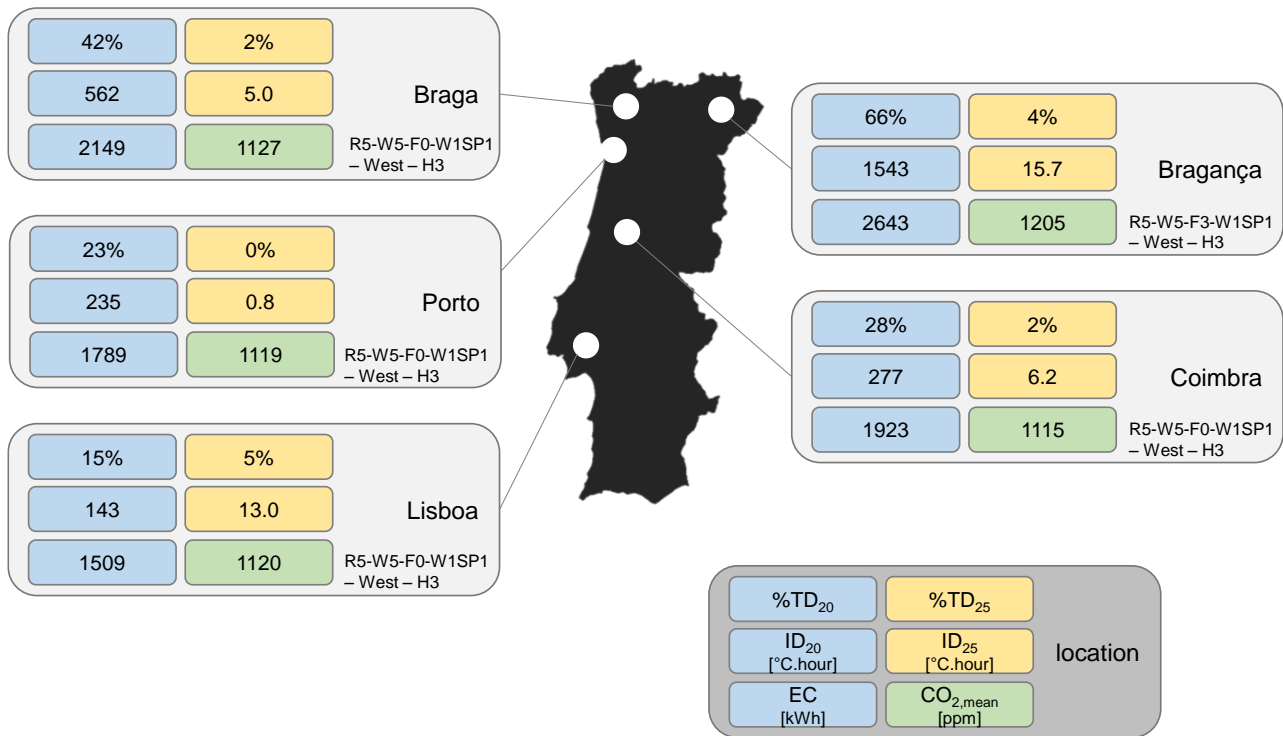 42% 2%
562 5.0
Braga
2149 1127
R5-W5-F0-W1SP1
– West – H3
66% 4%
1543 15.7
Bragança
2643 1205
R5-W5-F3-W1SP1
– West – H3
23% 0%
235 0.8
Porto
1789 1119
R5-W5-F0-W1SP1
– West – H3
28% 2%
277 6.2
Coimbra
1923 1115
R5-W5-F0-W1SP1
– West – H3
15% 5%
143 13.0
Lisboa
1509 1120
R5-W5-F0-W1SP1
– West – H3
%TD20 %TD25
ID20 ID25
[°C.hour] [°C.hour]
location
EC CO2,mean
[kWh] [ppm]